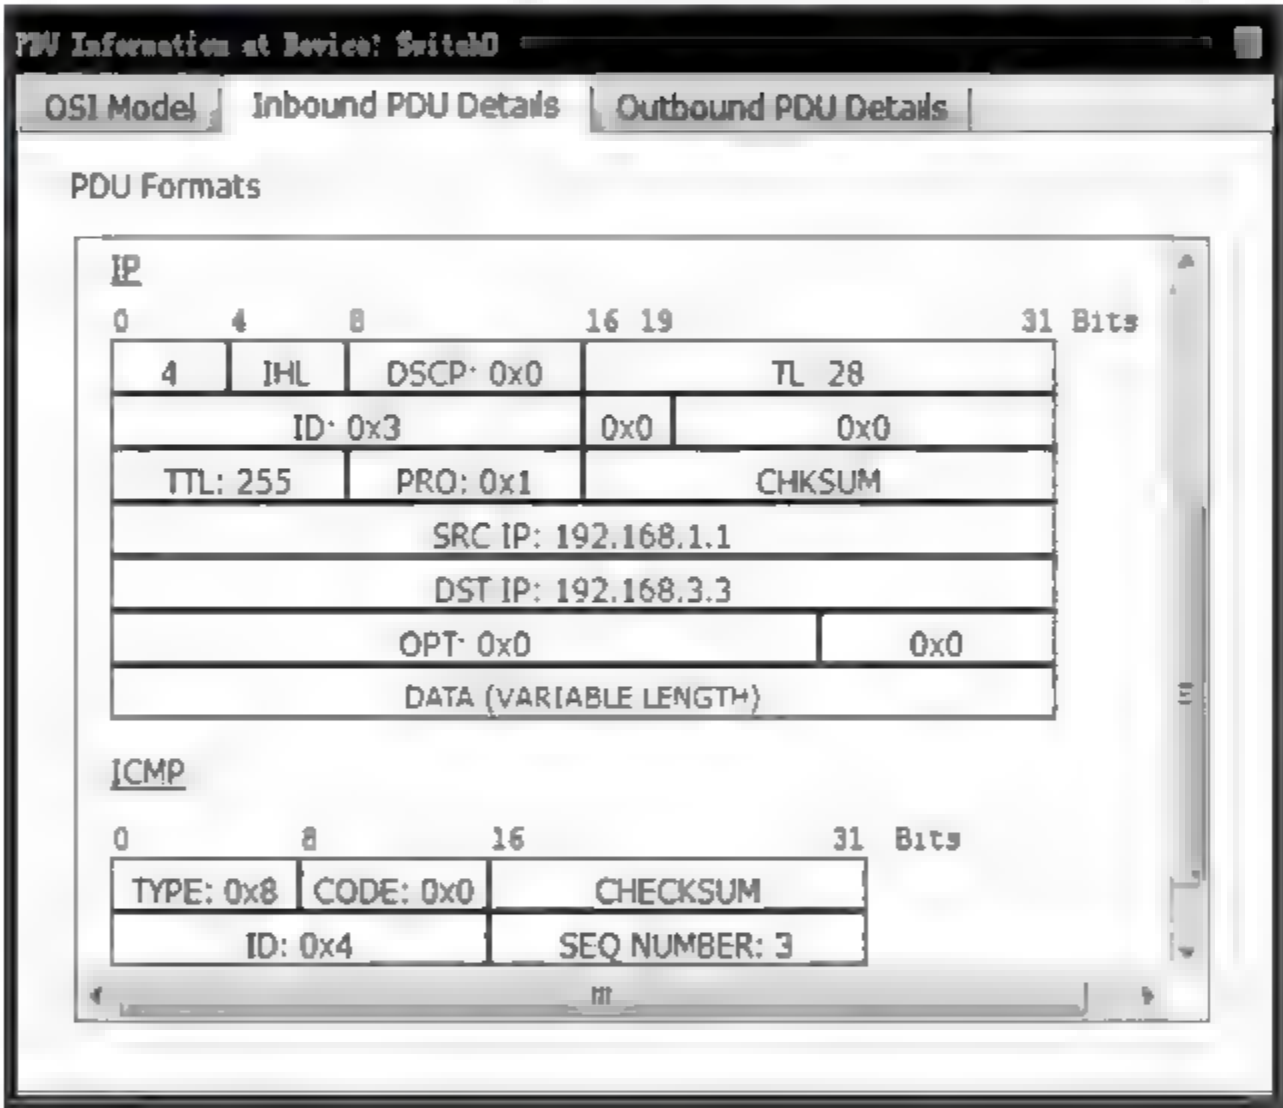 PDU Information at Device: Switch0
OSI Model Inbound PDU Details Outbound PDU Details
PDU Formats
IP
0 4 8 16 19 31 Bits
4 IHL DSCP: 0x0 TL 28
ID: 0x3 0x0 0x0
TTL: 255 PRO: 0x1 CHKSUM
SRC IP: 192.168.1.1
DST IP: 192.168.3.3
OPT: 0x0 0x0
DATA (VARIABLE LENGTH)
ICMP
0 8 16 31 Bits
TYPE: 0x8 CODE: 0x0 CHECKSUM
ID: 0x4 SEQ NUMBER: 3